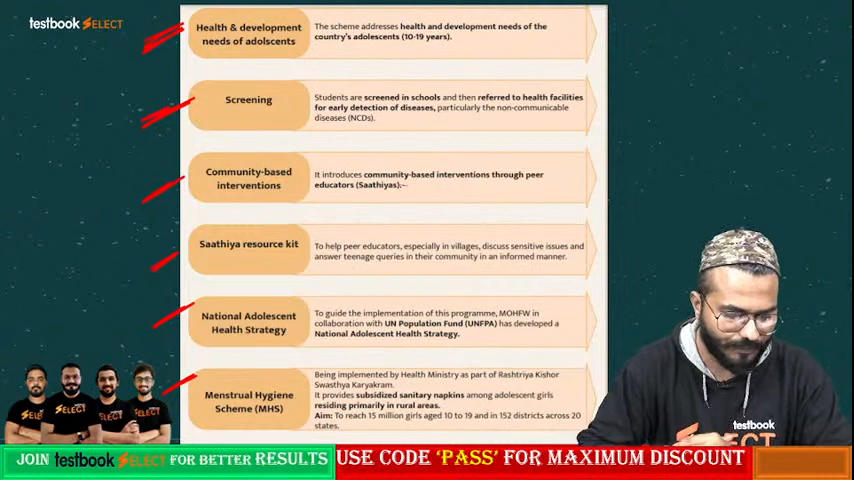 testbook SELECT
Health & development
needs of adolscents
The scheme addresses health and development needs of the
country's adolescents (10-19 years).
Screening
Students are screened in schools and then referred to health facilities
for early detection of diseases, particularly the non-communicable
diseases (NCDs).
Community-based
interventions
It introduces community-based interventions through peer
educators (Saathiyas).
Saathiya resource kit
To help peer educators, especially in villages, discuss sensitive issues and
answer teenage queries in their community in an informed manner.
National Adolescent
Health Strategy
To guide the implementation of this programme, MOHFW in
collaboration with UN Population Fund (UNFPA) has developed a
National Adolescent Health Strategy.
Menstrual Hygiene
Scheme (MHS)
Being implemented by Health Ministry as part of Rashtriya Kishor
Swasthya Karyakram.
It provides subsidized sanitary napkins among adolescent girls
residing primarily in rural areas.
Aim: To reach 15 million girls aged 10 to 19 and in 152 districts across 20
states.
SELECT
SELECT
SELECT
SELECT
testbook
SELECT
JOIN testbook SELECT FOR BETTER RESULTS
USE CODE 'PASS' FOR MAXIMUM DISCOUNT